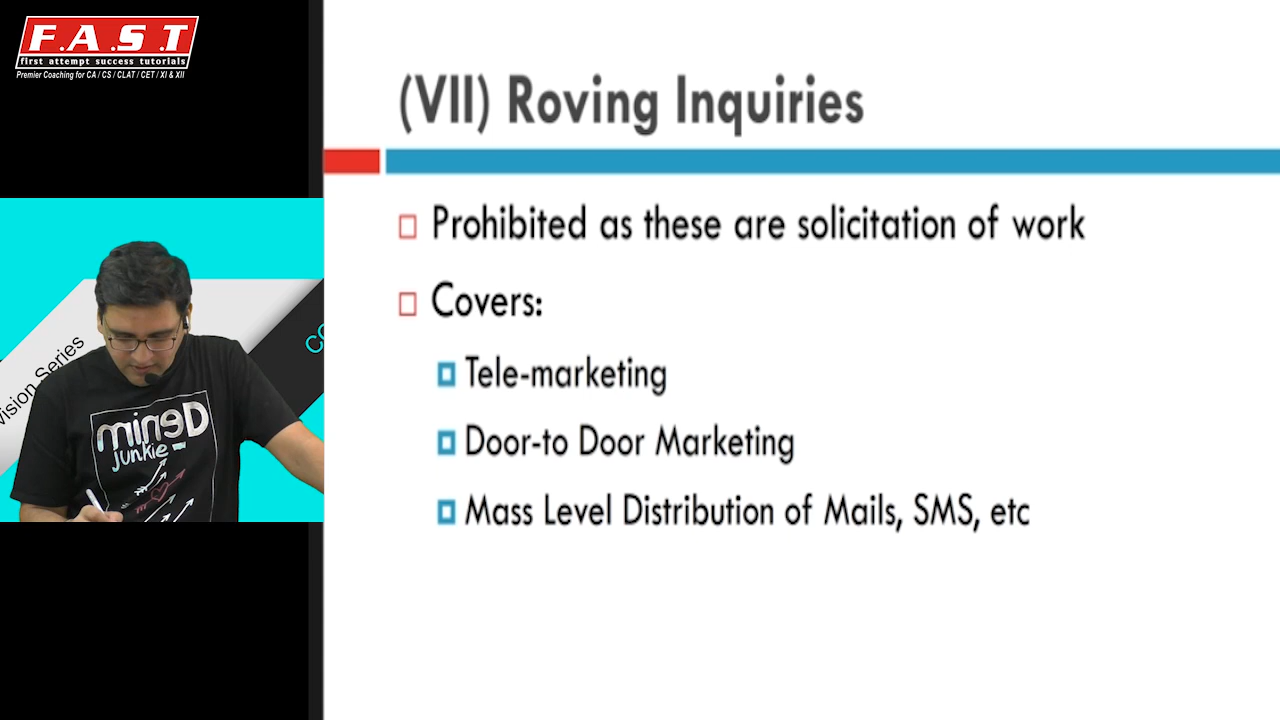 F.A.S.T
first attempt success tutorials
Premier Coaching for CA / CS / CLAT / CET / XI & XII
(VII) Roving Inquiries
Prohibited as these are solicitation of work
Covers:
Tele-marketing
Door-to Door Marketing
Mass Level Distribution of Mails, SMS, etc
Series
Denim
junkie